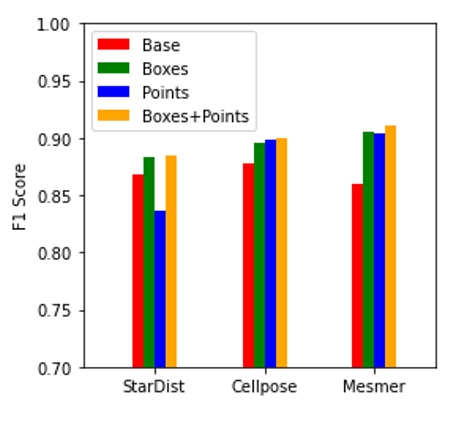 1.00
0.95
0.90
0.85
0.80
0.75
0.70
F1 Score
Base
Boxes
Points
Boxes+Points
StarDist
Cellpose
Mesmer